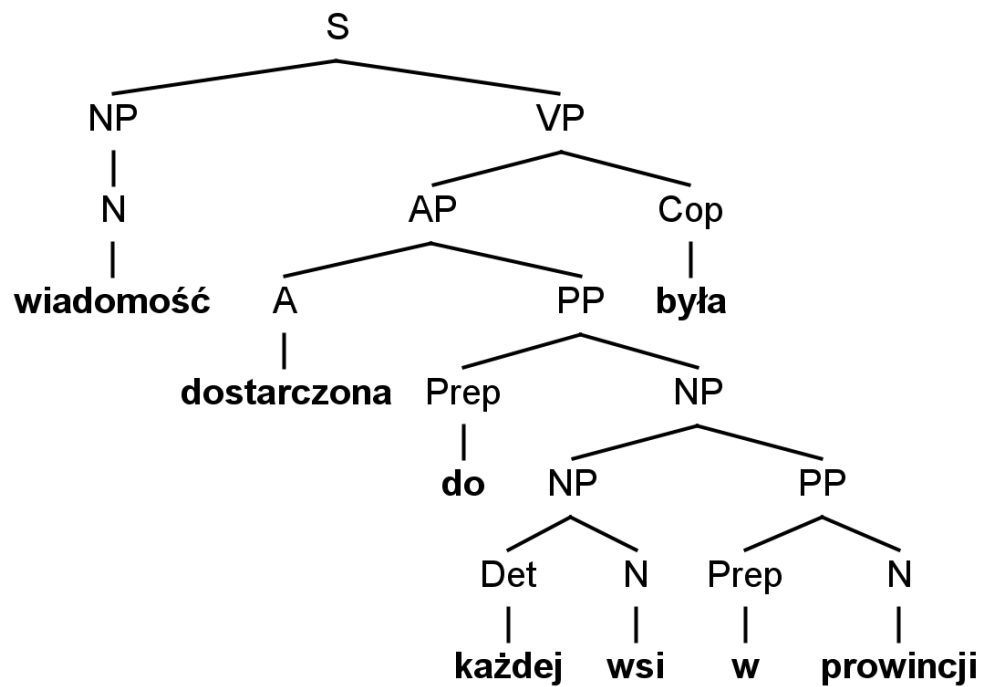 S
NP VP
N AP Cop
wiadomość A PP była
dostarczona Prep NP
do NP PP
Det N Prep N
każdej wsi w prowincji